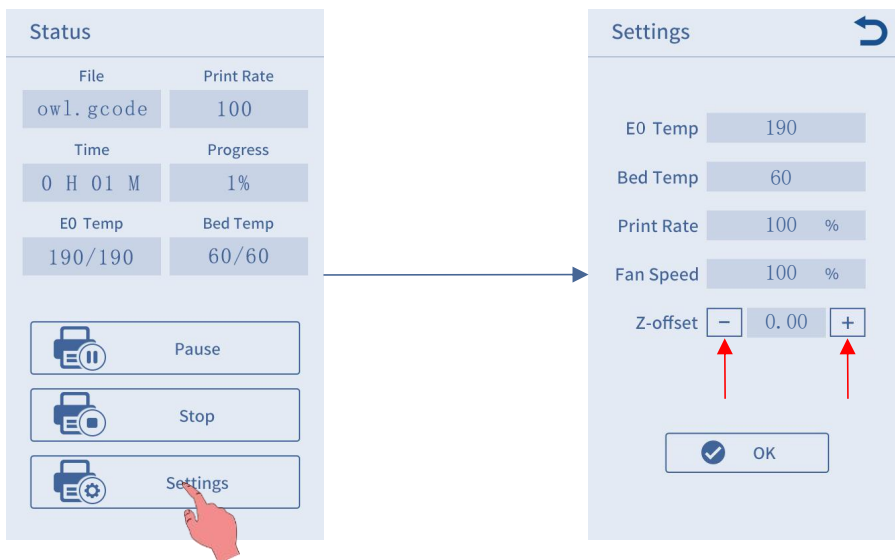 Status
File Print Rate
owl.gcode 100
Time Progress
0 H 01 M 1%
E0 Temp Bed Temp
190/190 60/60
Pause
Stop
Settings
Settings
E0 Temp 190
Bed Temp 60
Print Rate 100 %
Fan Speed 100 %
Z-offset − 0.00 +
OK